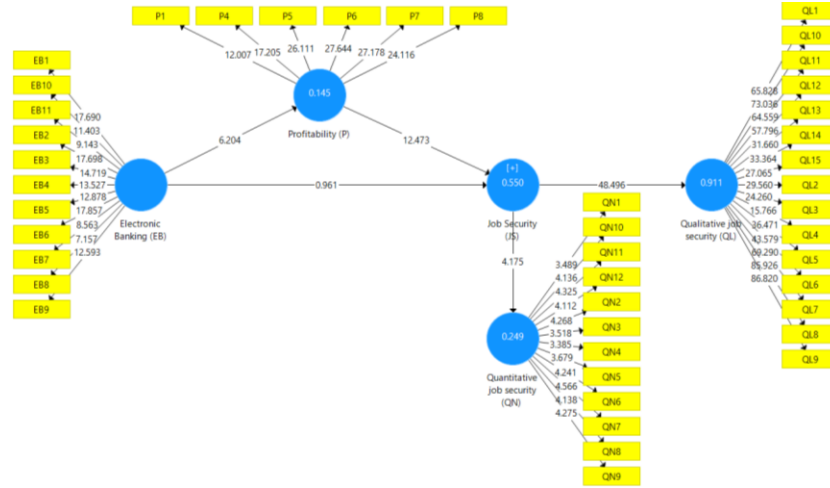 P1 P4 P5 P6 P7 P8
12.007 17.205 26.111 27.644 27.178 24.116
0.145
Profitability (P)
EB1
EB10
EB11
EB2
EB3
EB4
EB5
EB6
EB7
EB8
EB9
17.690
11.403
9.143
17.698
14.719
13.527
12.878
17.857
8.563
7.157
12.593
Electronic
Banking (EB)
6.204
12.473
0.961
[+]
0.550
Job Security
(JS)
48.496
4.175
0.249
Quantitative
job security
(QN)
3.489
4.136
4.325
4.112
4.268
3.518
3.385
3.679
4.241
4.566
4.138
4.275
QN1
QN10
QN11
QN12
QN2
QN3
QN4
QN5
QN6
QN7
QN8
QN9
0.911
Qualitative job
security (QL)
65.828
73.036
64.559
57.796
31.660
33.364
27.065
29.560
24.260
15.766
43.579
85.926
86.820
QL1
QL10
QL11
QL12
QL13
QL14
QL15
QL2
QL3
QL4
QL5
QL6
QL7
QL8
QL9